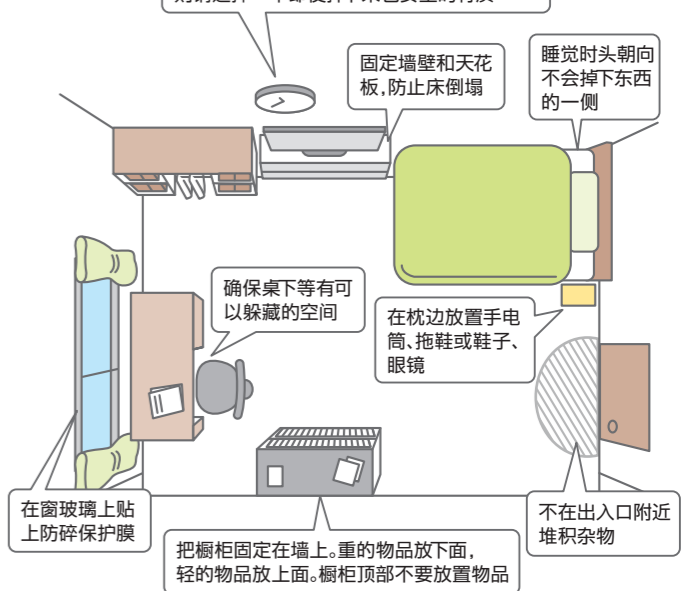 固定墙壁和天花
板，防止床倒塌
睡觉时头朝向
不会掉下东西
的一侧
确保桌下等有可
以躲藏的空间
在枕边放置手电
筒、拖鞋或鞋子、
眼镜
在窗玻璃上贴
上防碎保护膜
把橱柜固定在墙上。重的物品放下面，
轻的物品放上面。橱柜顶部不要放置物品
不在出入口附近
堆积杂物